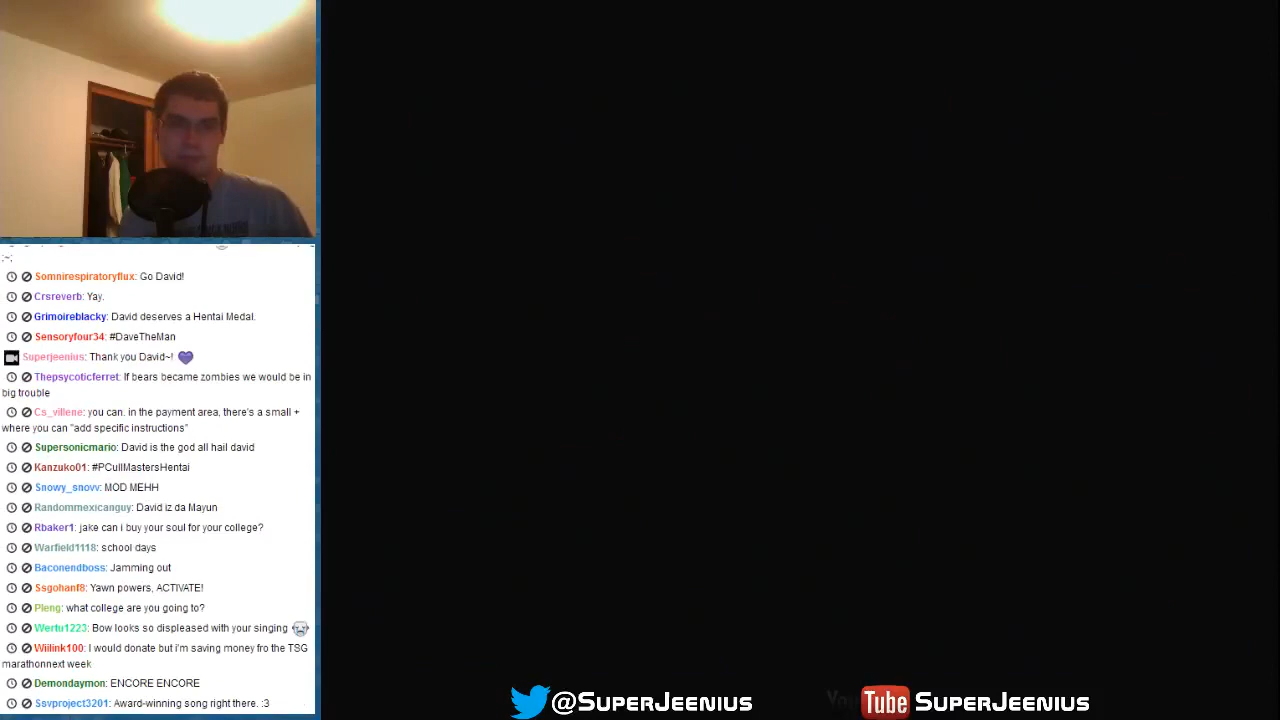 :~:
Somnirespiratoryflux: Go David!
Crsreverb: Yay.
Grimoireblacky: David deserves a Hentai Medal.
Sensoryfour34: #DaveTheMan
Superjeenius: Thank you David~!
Thepsycoticferret: If bears became zombies we would be in
big trouble
Cs_villene: you can. in the payment area, there's a small +
where you can "add specific instructions"
Supersonicmario: David is the god all hail david
Kanzuko01: #PCullMastersHentai
Snowy_snovv: MOD MEHH
Randommexicanguy: David iz da Mayun
Rbaker1: jake can i buy your soul for your college?
Warfield1118: school days
Baconendboss: Jamming out
Ssgohanf8: Yawn powers, ACTIVATE!
Pleng: what college are you going to?
Wertu1223: Bow looks so displeased with your singing
Wiilink100: I would donate but i'm saving money fro the TSG
marathonnext week
Demondaymon: ENCORE ENCORE
Ssvproject3201: Award-winning song right there. :3
@SuperJeenius
You Tube SuperJeenius